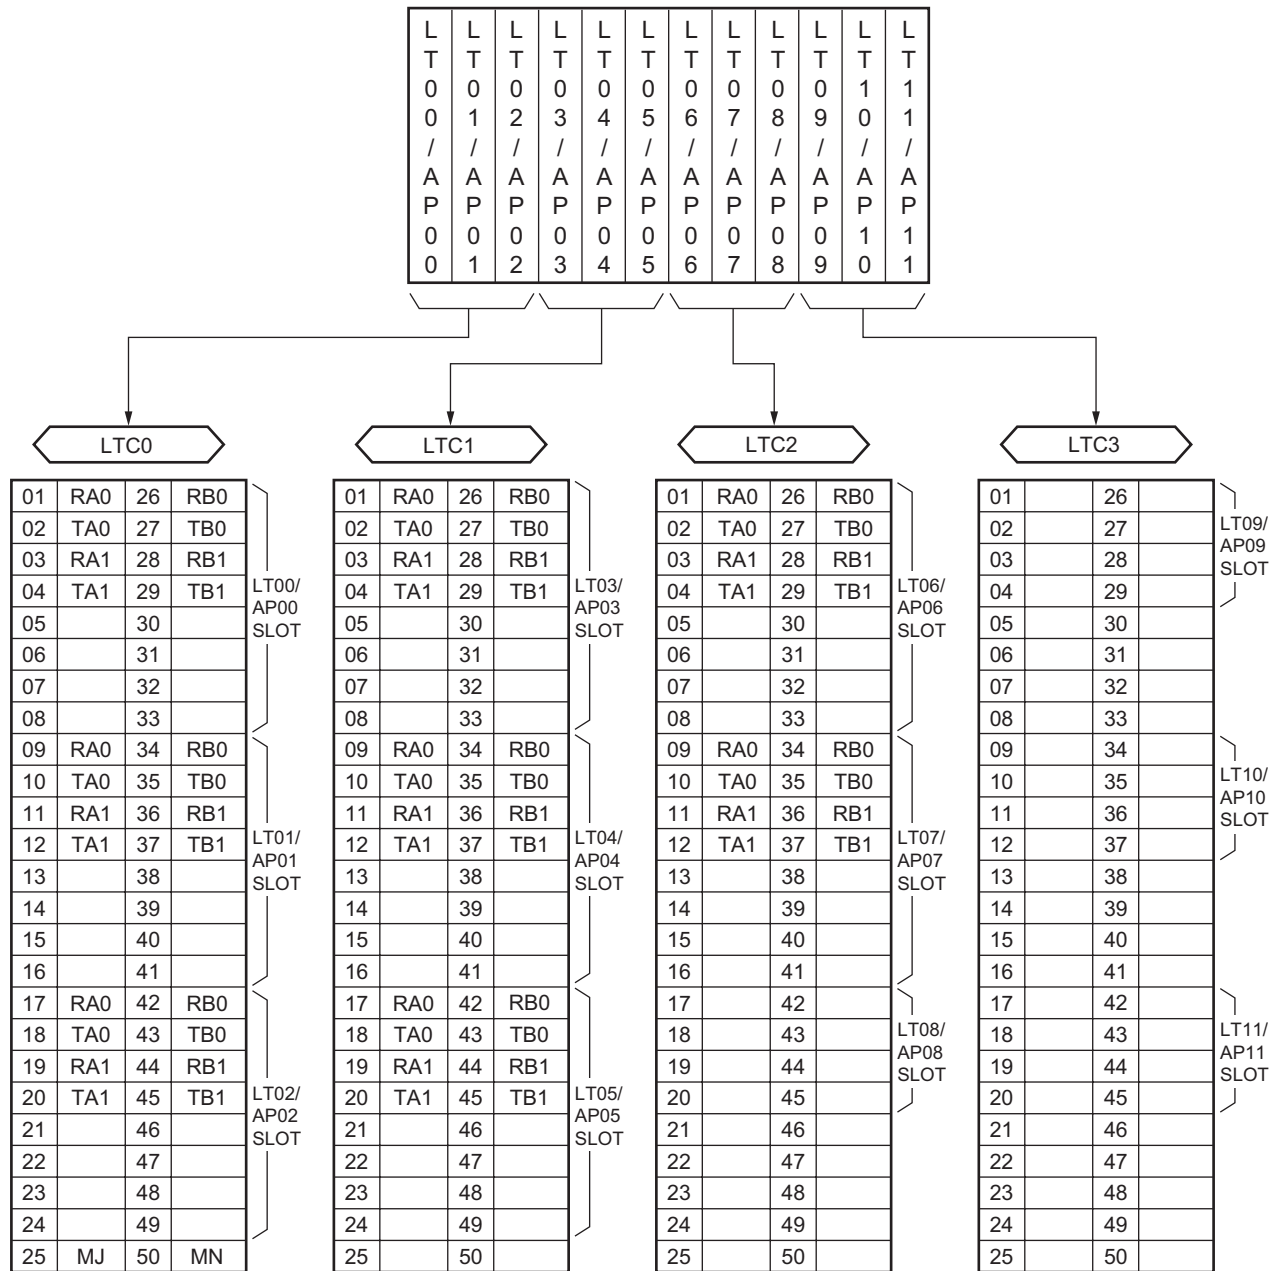 L L L L L L L L L L L L
T T T T T T T T T T T T
0 0 0 0 0 0 0 0 0 0 1 1
0 1 2 3 4 5 6 7 8 9 0 1
/ / / / / / / / / / / /
A A A A A A A A A A A A
P P P P P P P P P P P P
0 0 0 0 0 0 0 0 0 0 1 1
0 1 2 3 4 5 6 7 8 9 0 1
LTC0
01 RA0 26 RB0
02 TA0 27 TB0
03 RA1 28 RB1
04 TA1 29 TB1
05 30
06 31
07 32
08 33
LT00/
AP00
SLOT
09 RA0 34 RB0
10 TA0 35 TB0
11 RA1 36 RB1
12 TA1 37 TB1
13 38
14 39
15 40
16 41
LT01/
AP01
SLOT
17 RA0 42 RB0
18 TA0 43 TB0
19 RA1 44 RB1
20 TA1 45 TB1
21 46
22 47
23 48
24 49
LT02/
AP02
SLOT
25 MJ 50 MN
LTC1
01 RA0 26 RB0
02 TA0 27 TB0
03 RA1 28 RB1
04 TA1 29 TB1
05 30
06 31
07 32
08 33
LT03/
AP03
SLOT
09 RA0 34 RB0
10 TA0 35 TB0
11 RA1 36 RB1
12 TA1 37 TB1
13 38
14 39
15 40
16 41
LT04/
AP04
SLOT
17 RA0 42 RB0
18 TA0 43 TB0
19 RA1 44 RB1
20 TA1 45 TB1
21 46
22 47
23 48
24 49
LT05/
AP05
SLOT
25 50
LTC2
01 RA0 26 RB0
02 TA0 27 TB0
03 RA1 28 RB1
04 TA1 29 TB1
05 30
06 31
07 32
08 33
LT06/
AP06
SLOT
09 RA0 34 RB0
10 TA0 35 TB0
11 RA1 36 RB1
12 TA1 37 TB1
13 38
14 39
15 40
16 41
LT07/
AP07
SLOT
17 42
18 43
19 44
20 45
LT08/
AP08
SLOT
21 46
22 47
23 48
24 49
25 50
LTC3
01 26
02 27
03 28
04 29
LT09/
AP09
SLOT
05 30
06 31
07 32
08 33
09 34
10 35
11 36
12 37
LT10/
AP10
SLOT
13 38
14 39
15 40
16 41
17 42
18 43
19 44
20 45
LT11/
AP11
SLOT
21 46
22 47
23 48
24 49
25 50